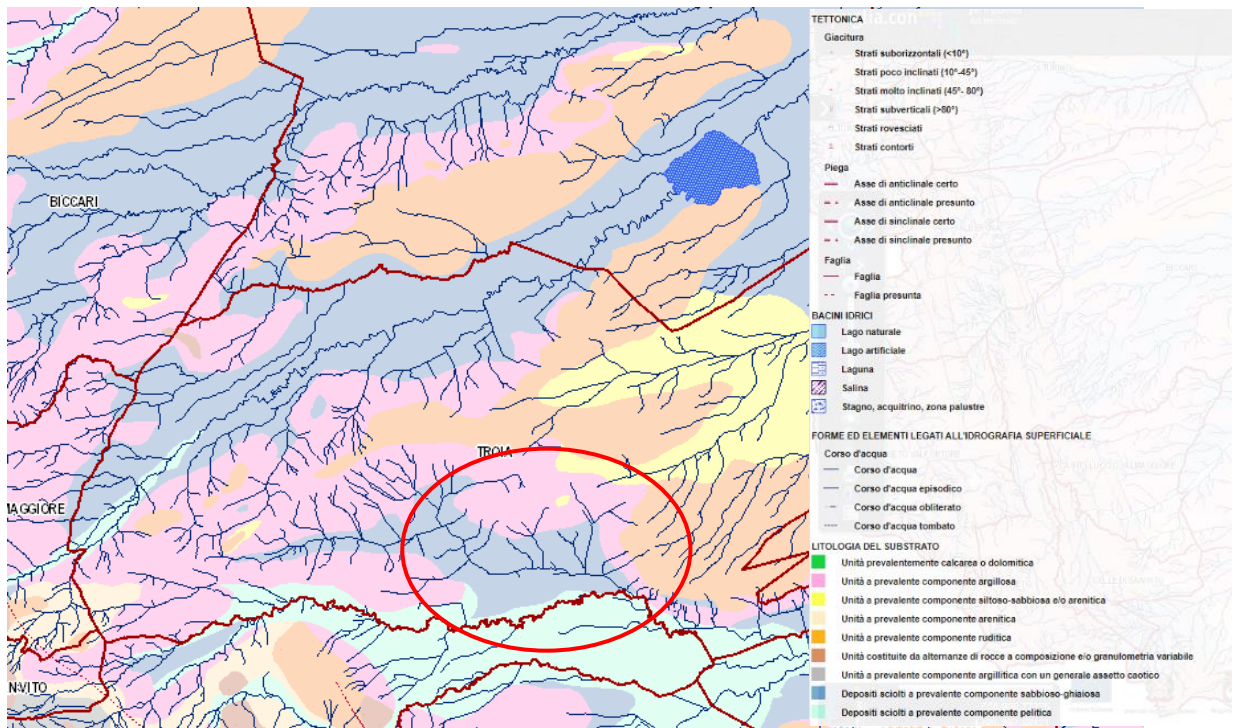 BICCARI
TROIA
MAGGIORE
N.VITO
TETTONICA
Giacitura
Strati suborizzontali (<10°)
Strati poco inclinati (10°-45°)
Strati molto inclinati (45°- 80°)
Strati subverticali (>80°)
Strati rovesciati
Strati contorti
Piega
Asse di anticlinale certo
Asse di anticlinale presunto
Asse di sinclinale certo
Asse di sinclinale presunto
Faglia
Faglia
Faglia presunta
BACINI IDRICI
Lago naturale
Lago artificiale
Laguna
Salina
Stagno, acquitrino, zona palustre
FORME ED ELEMENTI LEGATI ALL'IDROGRAFIA SUPERFICIALE
Corso d'acqua
Corso d'acqua
Corso d'acqua episodico
Corso d'acqua obliterato
Corso d'acqua tombato
LITOLOGIA DEL SUBSTRATO
Unità prevalentemente calcarea o dolomitica
Unità a prevalente componente argillosa
Unità a prevalente componente siltoso-sabbiosa e/o arenitica
Unità a prevalente componente arenitica
Unità a prevalente componente ruditica
Unità costituite da alternanze di rocce a composizione e/o granulometria variabile
Unità a prevalente componente argillitica con un generale assetto caotico
Depositi sciolti a prevalente componente sabbioso-ghiaiosa
Depositi sciolti a prevalente componente pelitica